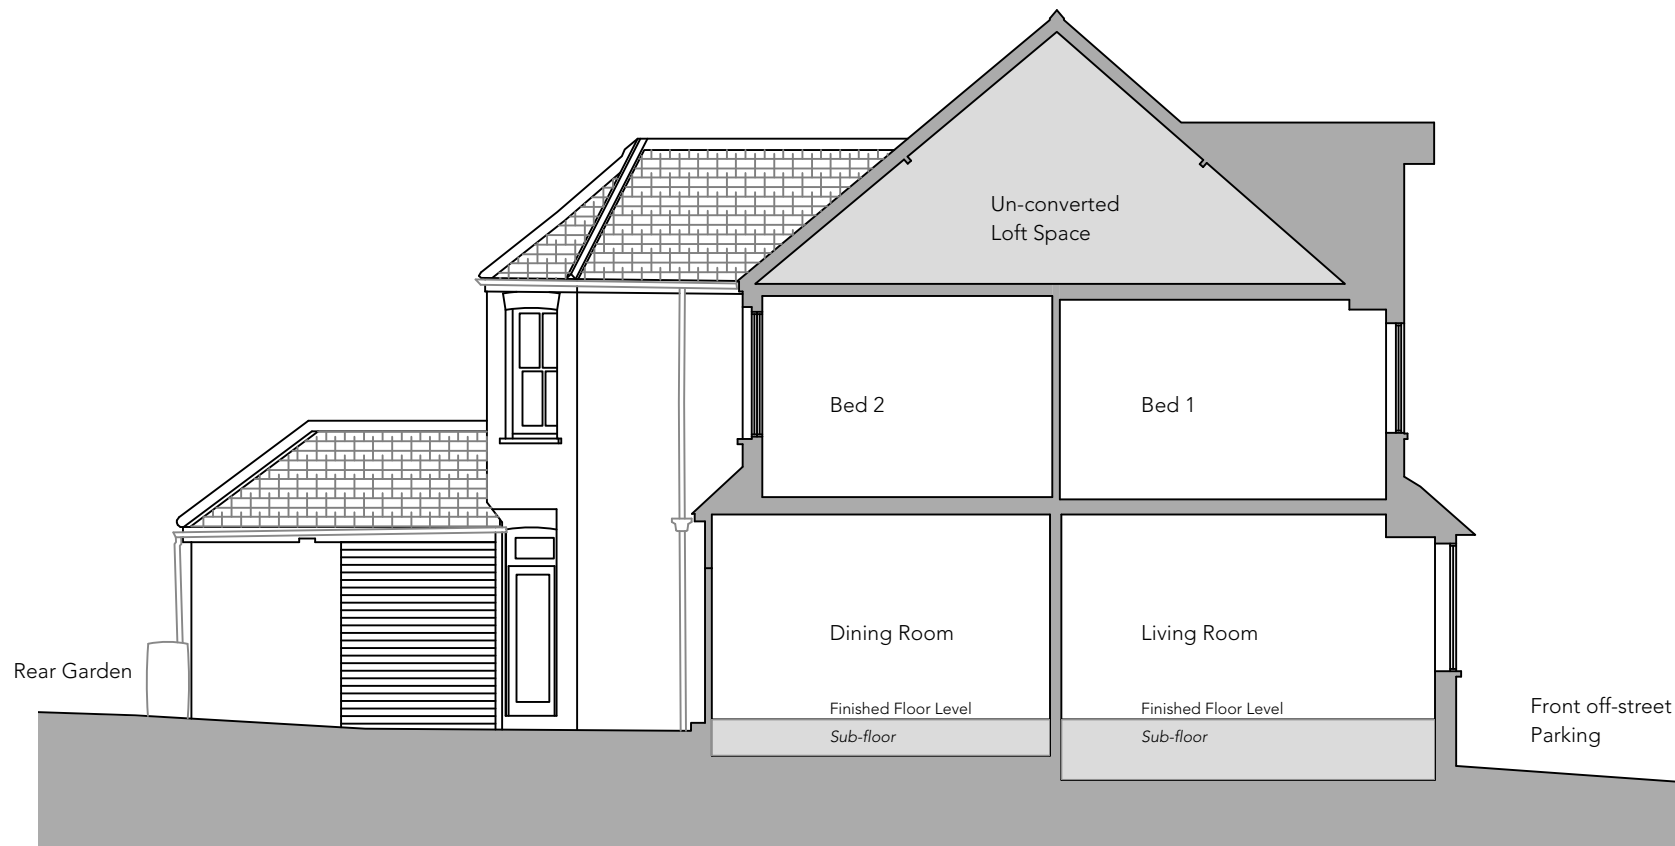 Un-converted
Loft Space
Bed 2
Bed 1
Dining Room
Living Room
Rear Garden
Finished Floor Level
Finished Floor Level
Sub-floor
Sub-floor
Front off-street
Parking